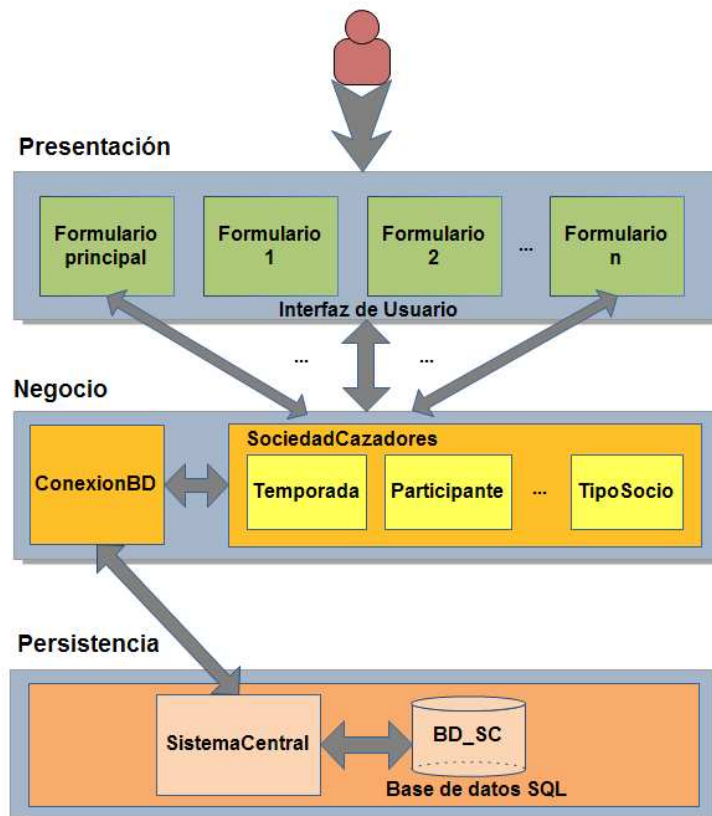 Presentación
Formulario
principal
Formulario
1
Formulario
2
...
Formulario
n
Interfaz de Usuario
...
...
Negocio
ConexionBD
SociedadCazadores
Temporada
Participante
...
TipoSocio
Persistencia
SistemaCentral
BD_SC
Base de datos SQL